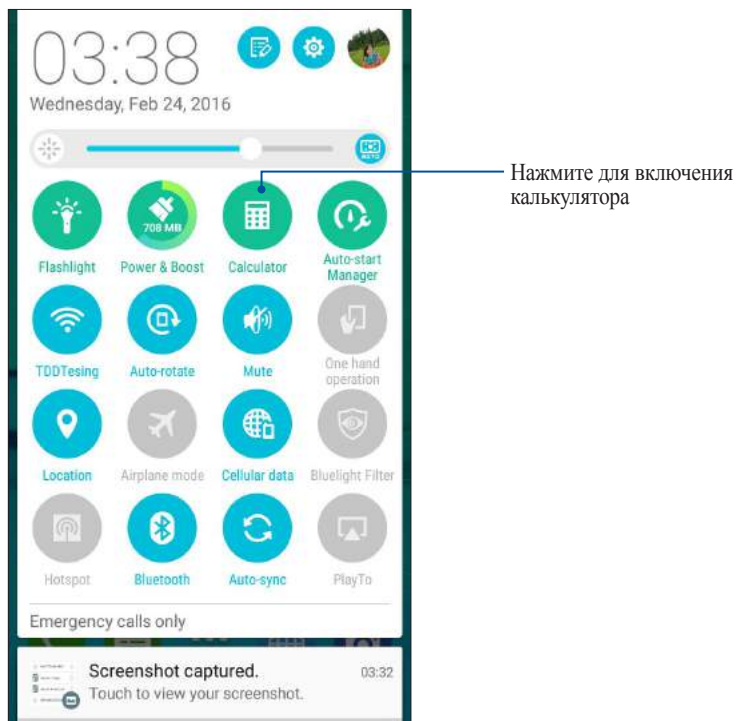 03:38
Wednesday, Feb 24, 2016
AUTO
Нажмите для включения
калькулятора
708 MB
Flashlight
Power & Boost
Calculator
Auto-start
Manager
TDDTesing
Auto-rotate
Mute
One hand
operation
Location
Airplane mode
Cellular data
Bluelight Filter
Hotspot
Bluetooth
Auto-sync
PlayTo
Emergency calls only
Screenshot captured.
03:32
Touch to view your screenshot.